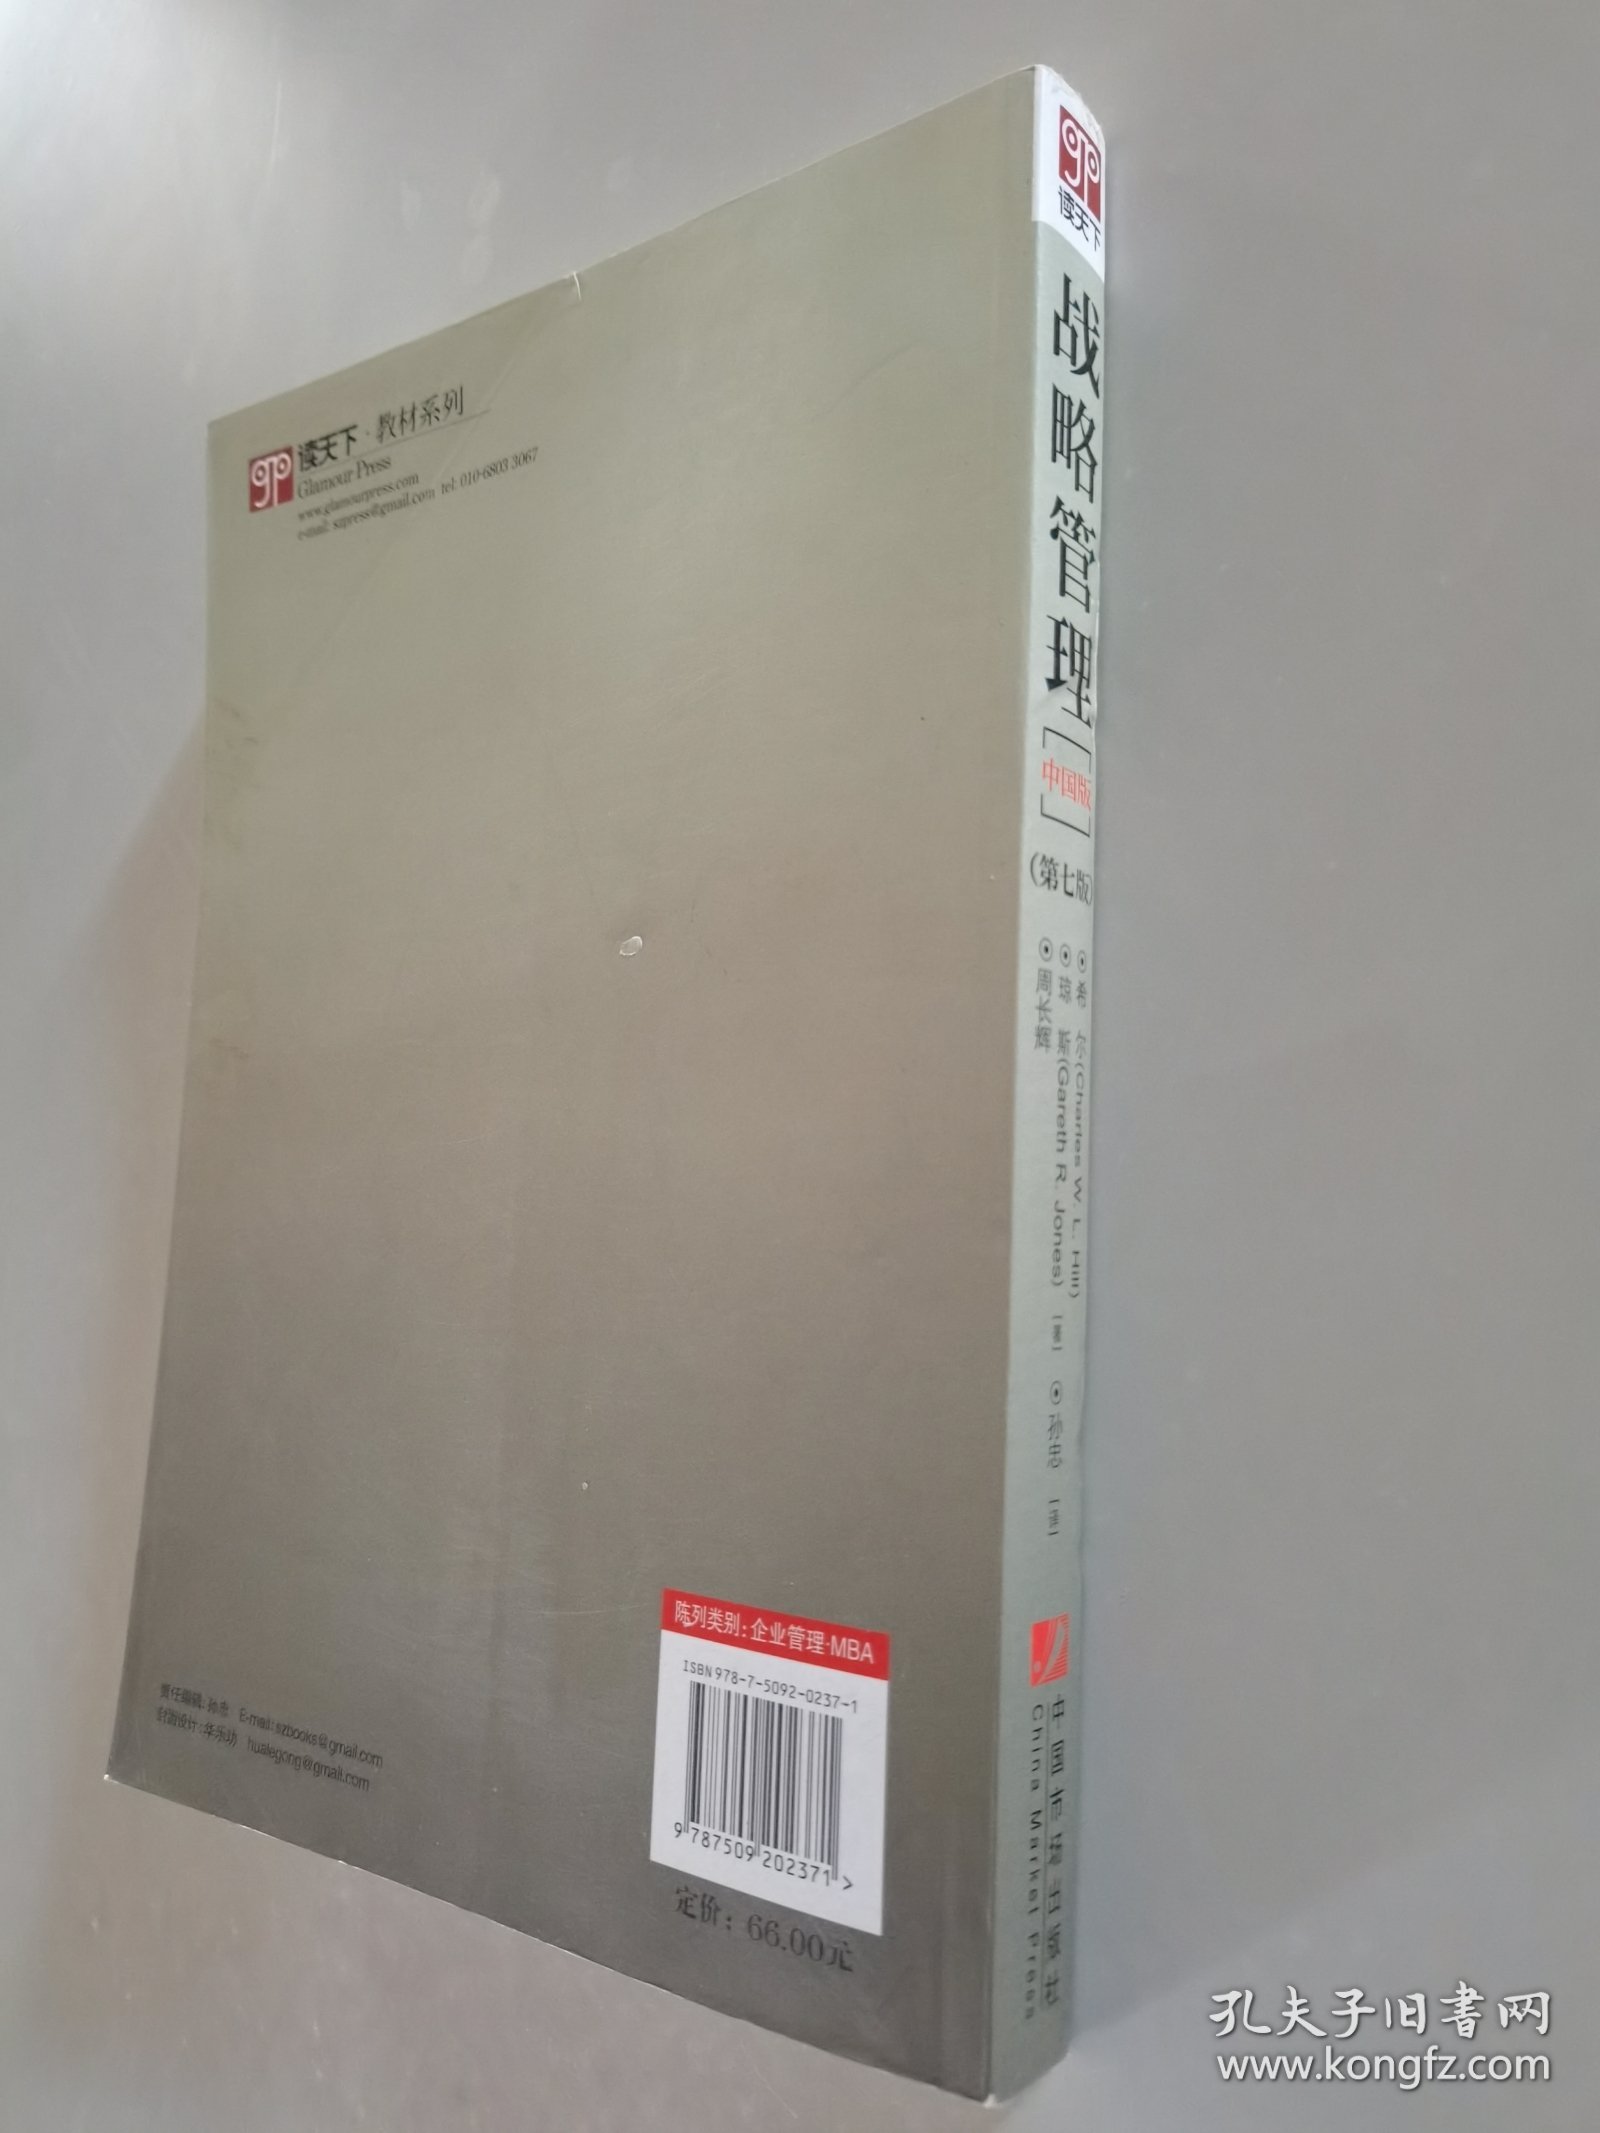 gp
读天下·教材系列
Glamour Press
www.glamourpress.com
e-mail: szpress@gmail.com tel: 010-6803 3067
责任编辑：孙忠 E-mail:szbooks@gmail.com
封面设计：华乐功 hualegong@gmail.com
陈列类别：企业管理·MBA
ISBN 978-7-5092-0237-1
9 787509 202371 >
定价：66.00元
gp
读天下
战略管理
[中国版]
（第七版）
⊙希 尔(Charles W. L. Hill)
⊙琼 斯(Gareth R. Jones) [著]
⊙周长辉
⊙孙忠 [译]
中国市场出版社
China Market Press
孔夫子旧书网
www.kongfz.com